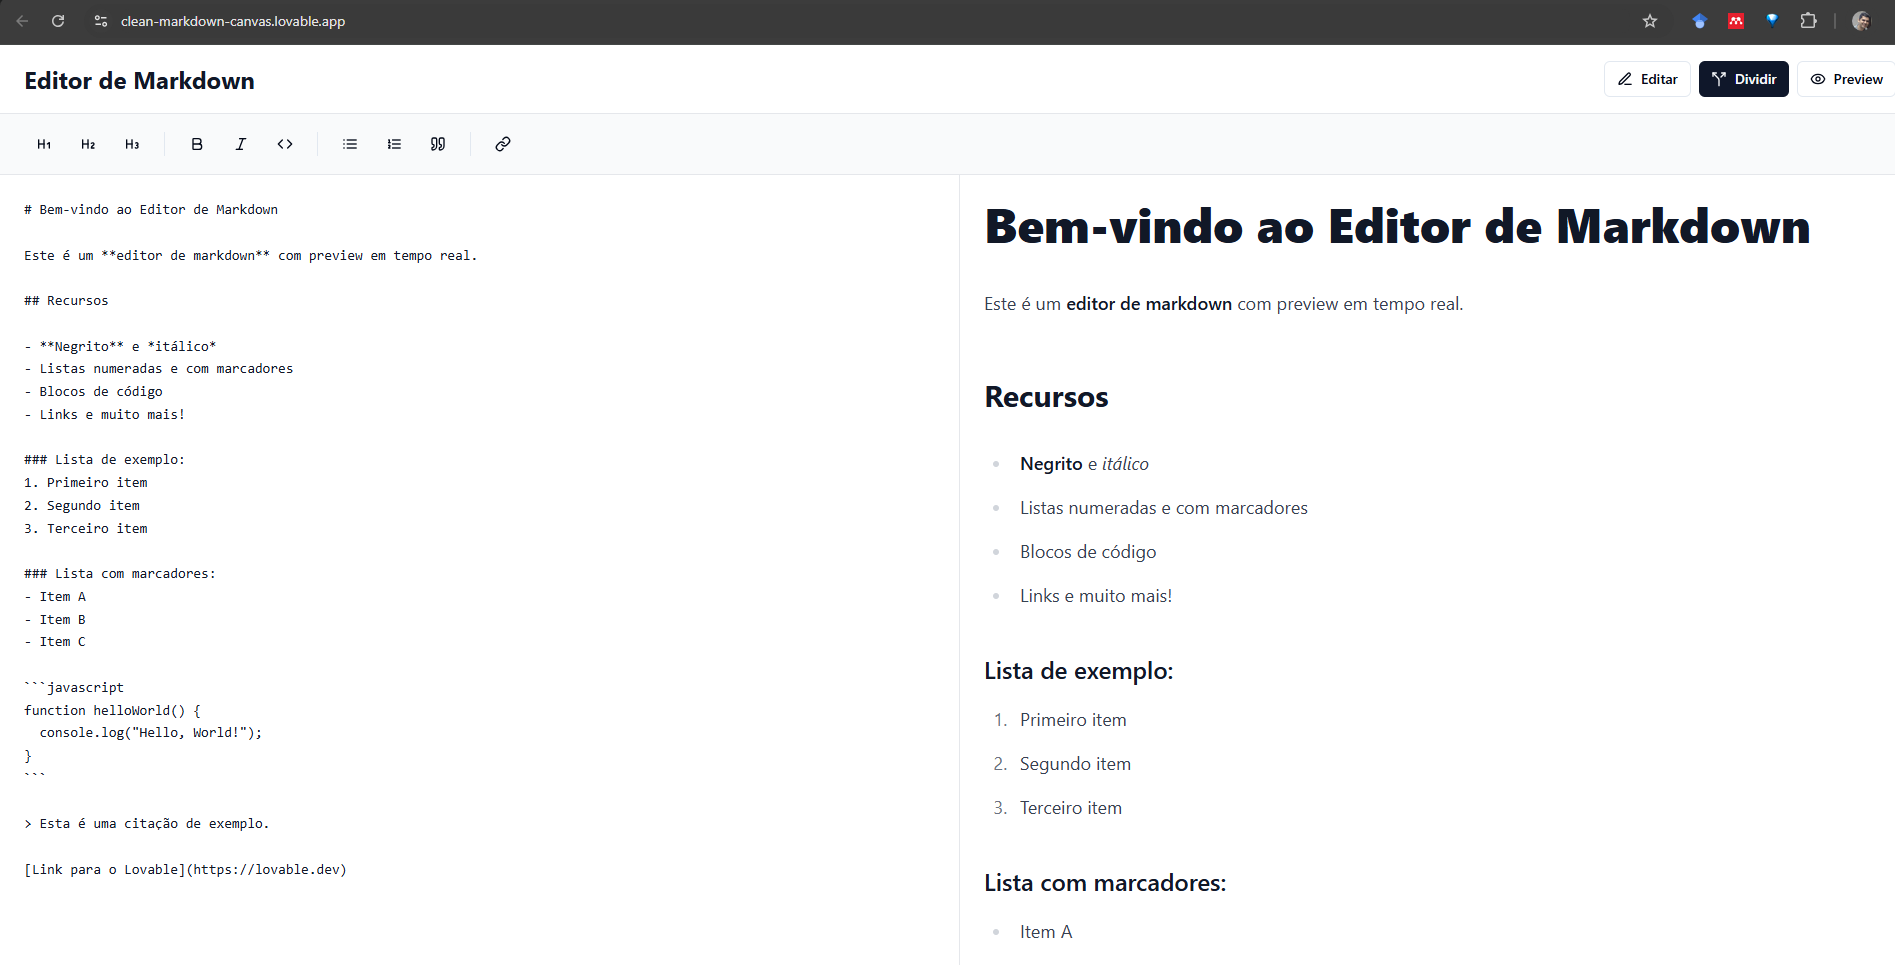 clean-markdown-canvas.lovable.app
Editor de Markdown
Editar
Dividir
Preview
H1 H2 H3 B I <>
# Bem-vindo ao Editor de Markdown
Este é um **editor de markdown** com preview em tempo real.
## Recursos
- **Negrito** e *itálico*
- Listas numeradas e com marcadores
- Blocos de código
- Links e muito mais!
### Lista de exemplo:
1. Primeiro item
2. Segundo item
3. Terceiro item
### Lista com marcadores:
- Item A
- Item B
- Item C
```javascript
function helloWorld() {
  console.log("Hello, World!");
}
```
> Esta é uma citação de exemplo.
[Link para o Lovable](https://lovable.dev)
Bem-vindo ao Editor de Markdown
Este é um editor de markdown com preview em tempo real.
Recursos
• Negrito e itálico
• Listas numeradas e com marcadores
• Blocos de código
• Links e muito mais!
Lista de exemplo:
1. Primeiro item
2. Segundo item
3. Terceiro item
Lista com marcadores:
• Item A